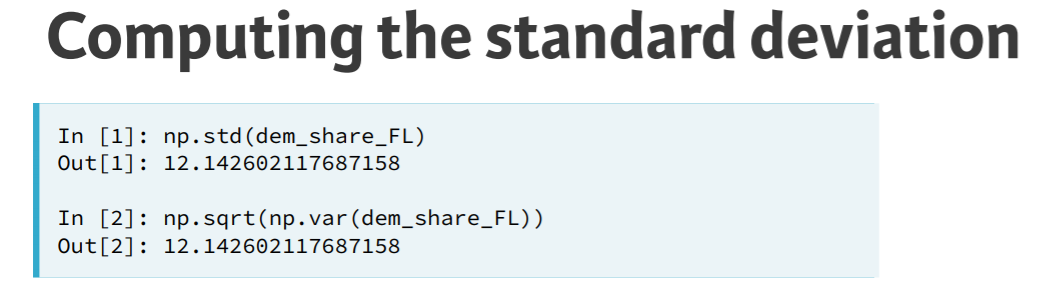 Computing the standard deviation
In [1]: np.std(dem_share_FL)
Out[1]: 12.142602117687158
In [2]: np.sqrt(np.var(dem_share_FL))
Out[2]: 12.142602117687158